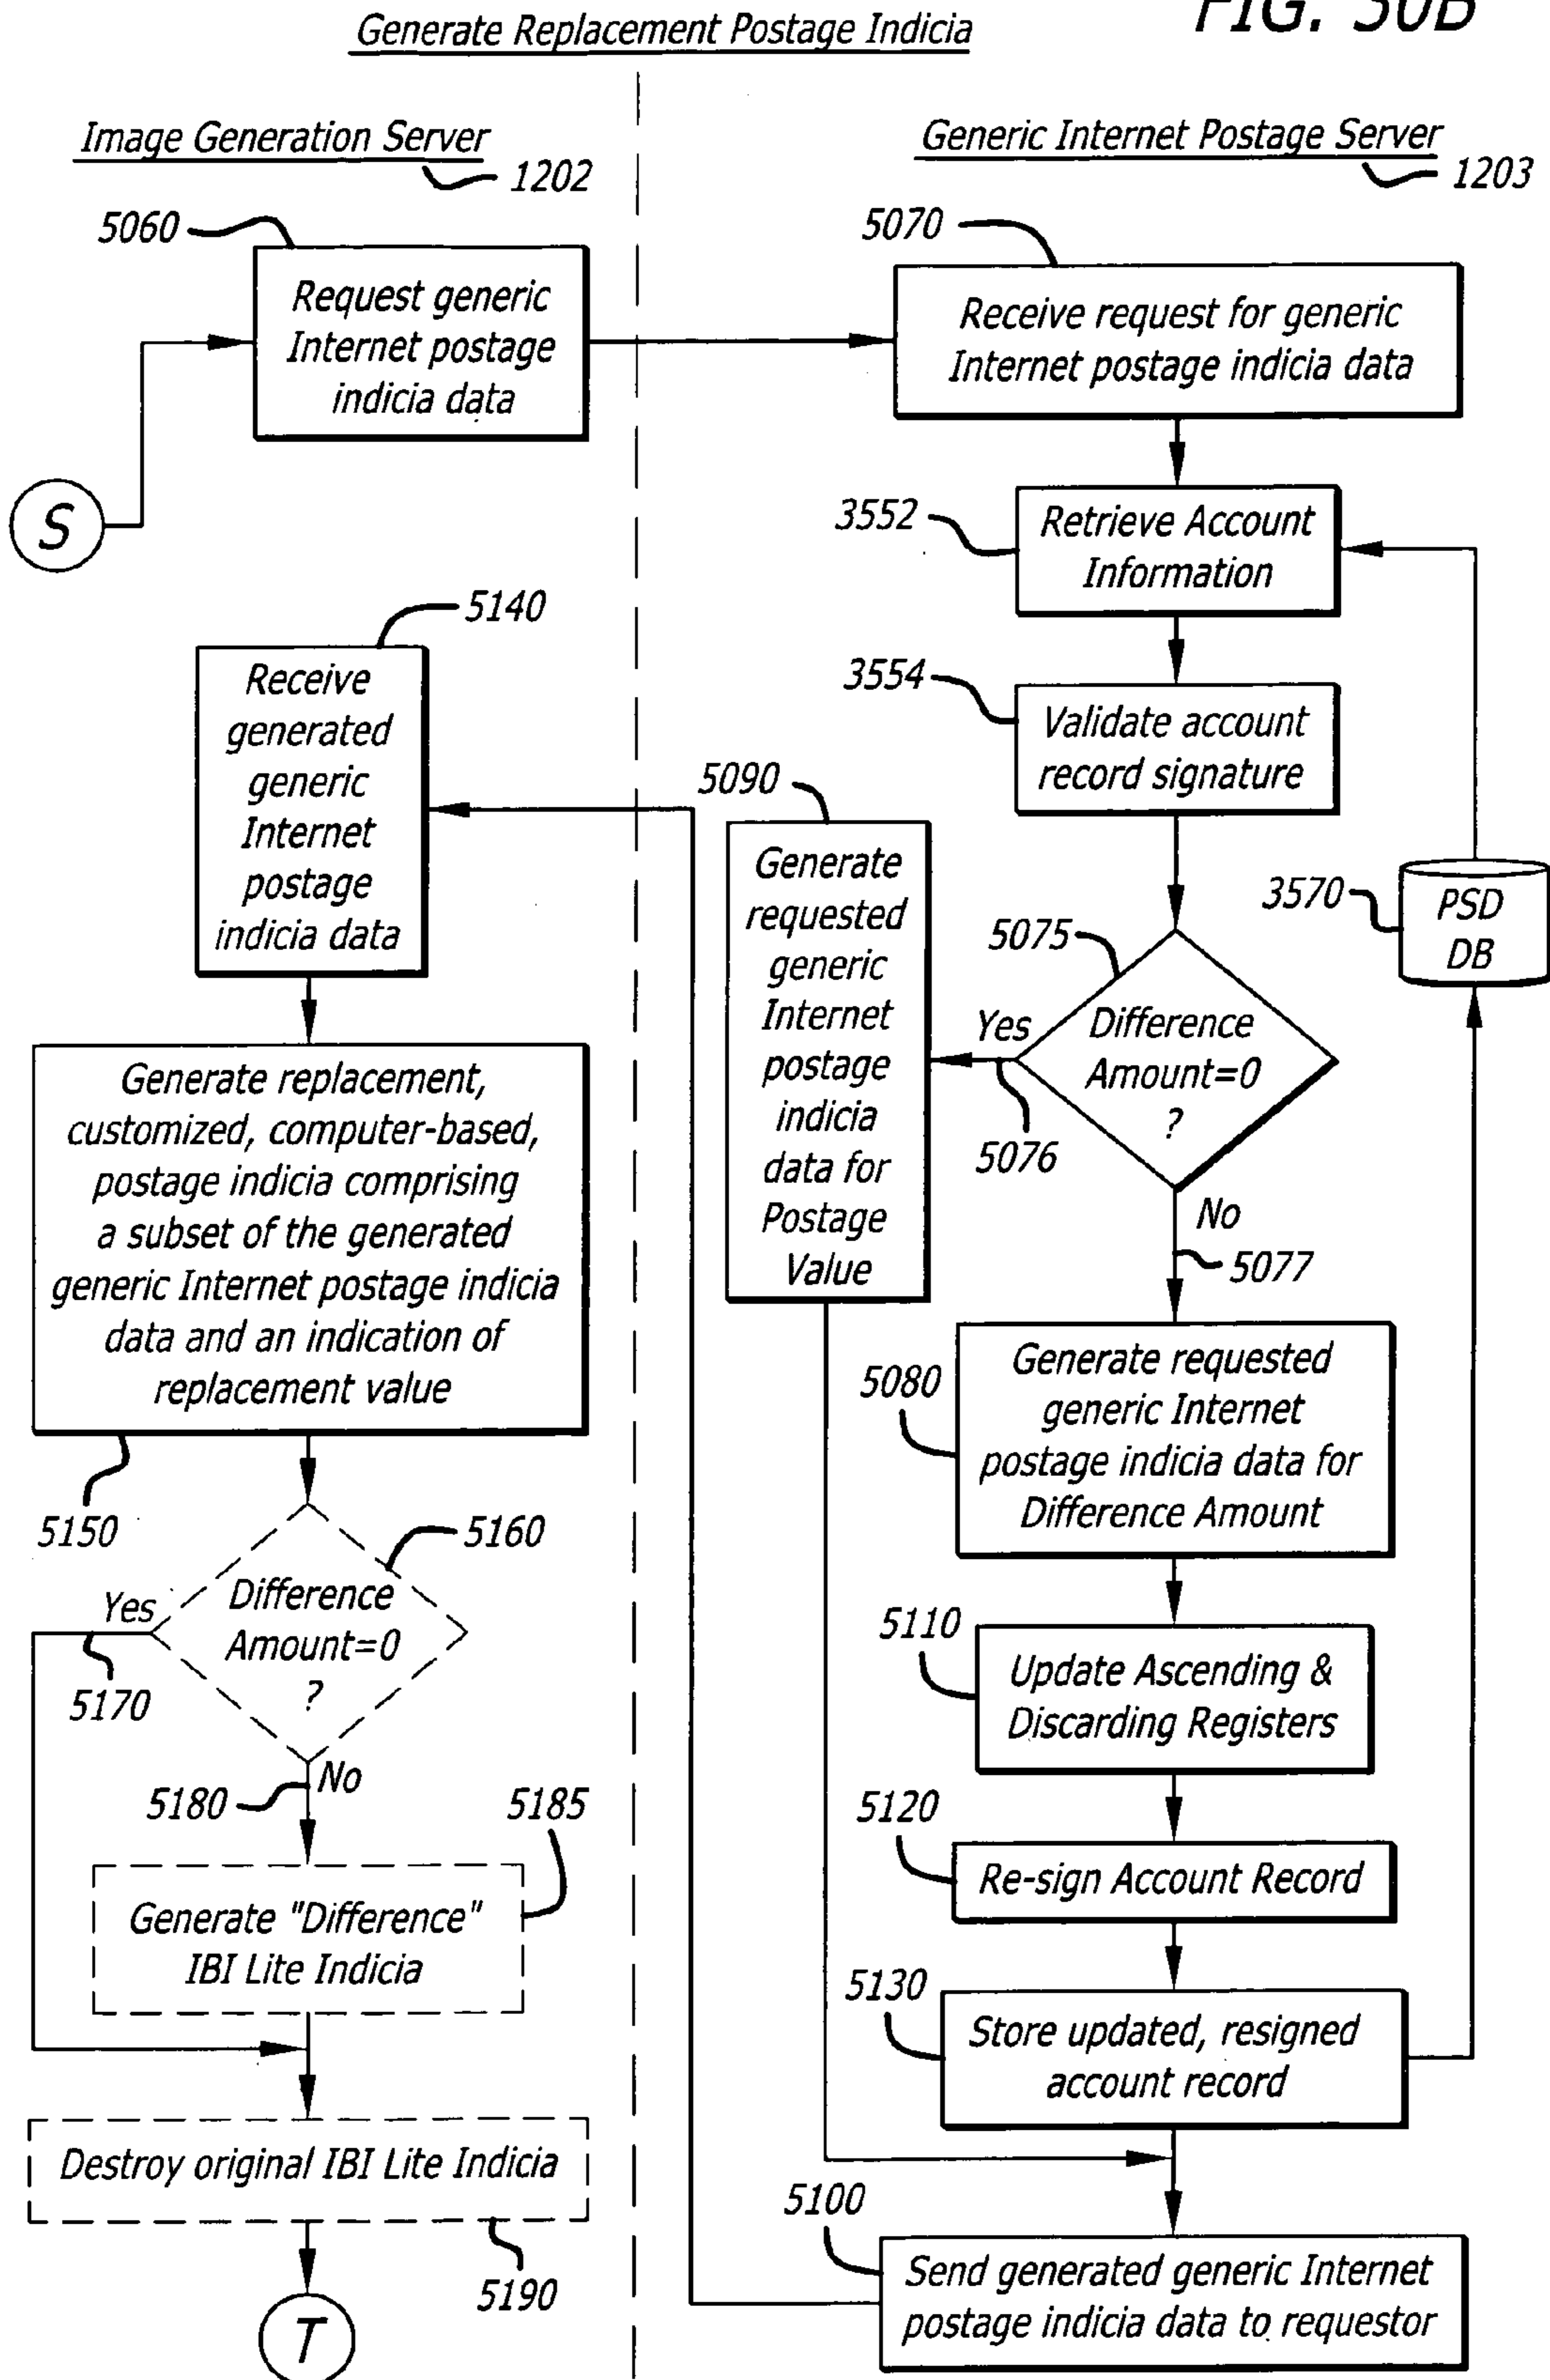 FIG. 30B
Generate Replacement Postage Indicia
Image Generation Server
1202
Generic Internet Postage Server
1203
5060
Request generic
Internet postage
indicia data
5070
Receive request for generic
Internet postage indicia data
S
3552
Retrieve Account
Information
5140
Receive
generated
generic
Internet
postage
indicia data
3554
Validate account
record signature
5090
Generate
requested
generic
Internet
postage
indicia
data for
Postage
Value
3570
PSD
DB
5075
Difference
Amount=0
?
Yes
5076
No
5077
Generate replacement,
customized, computer-based,
postage indicia comprising
a subset of the generated
generic Internet postage indicia
data and an indication of
replacement value
5150
5080
Generate requested
generic Internet
postage indicia data for
Difference Amount
5160
Difference
Amount=0
?
Yes
5170
No
5180
5110
Update Ascending &
Discarding Registers
5185
Generate "Difference"
IBI Lite Indicia
5120
Re-sign Account Record
5130
Store updated, resigned
account record
Destroy original IBI Lite Indicia
5190
T
5100
Send generated generic Internet
postage indicia data to requestor